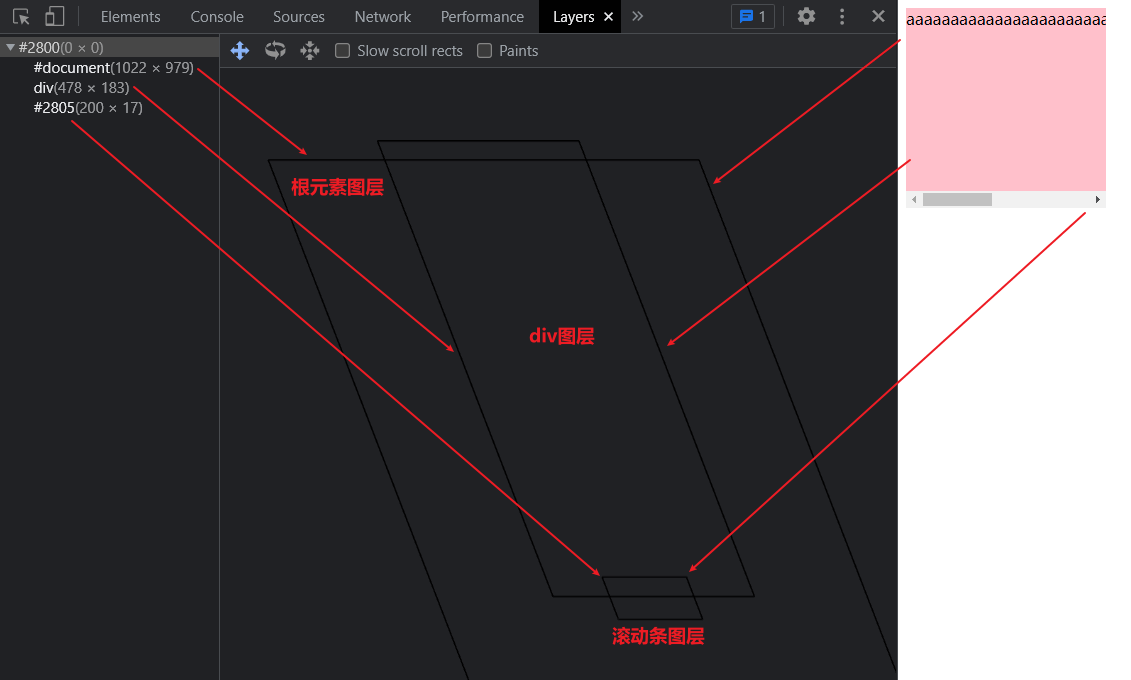 Elements Console Sources Network Performance Layers × » 1
#2800(0 × 0)
Slow scroll rects Paints
#document(1022 × 979)
div(478 × 183)
#2805(200 × 17)
根元素图层
div图层
滚动条图层